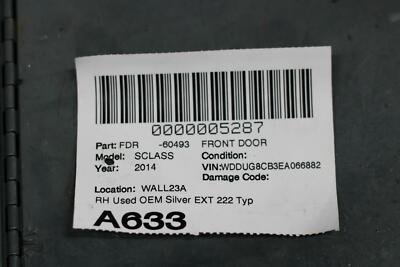 0000005287
Part: FDR -60493 FRONT DOOR
Model: SCLASS Condition:
Year: 2014 VIN:WDDUG8CB3EA066882
Damage Code:
Location: WALL23A
RH Used OEM Silver EXT 222 Typ
A633